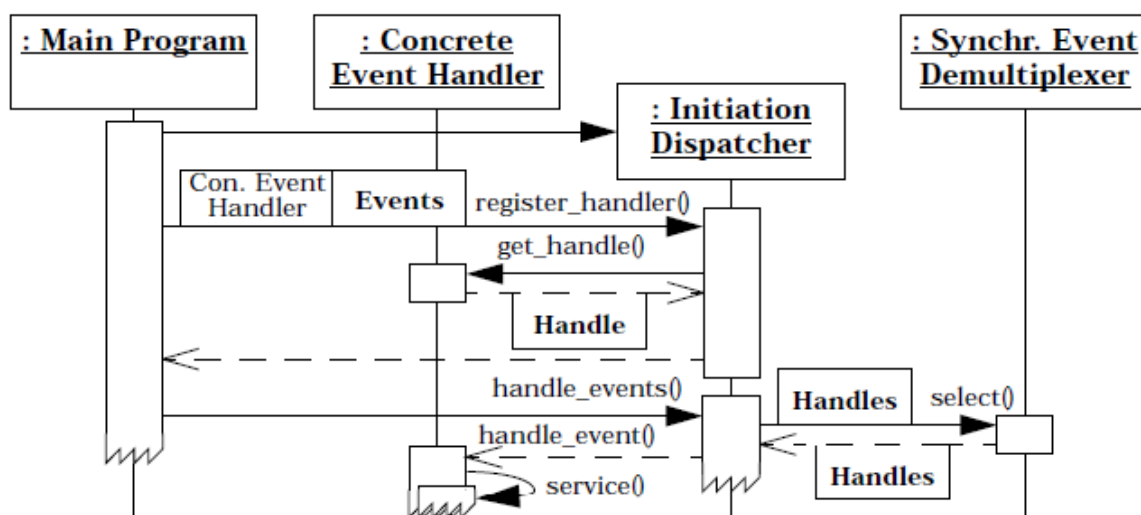 : Main Program
: Concrete
Event Handler
: Synchr. Event
Demultiplexer
: Initiation
Dispatcher
Con. Event
Handler
Events
register_handler()
get_handle()
Handle
handle_events()
Handles
select()
handle_event()
Handles
service()